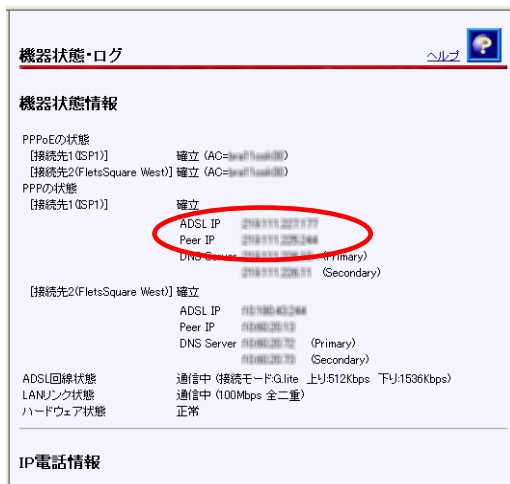 機器状態・ログ
ヘルプ
機器状態情報
PPPoEの状態
[接続先1(ISP1)] 確立 (AC=
[接続先2(FletsSquare West)] 確立 (AC=
PPPの状態
[接続先1(ISP1)] 確立
ADSL IP
Peer IP
DNS Server (Primary)
(Secondary)
[接続先2(FletsSquare West)] 確立
ADSL IP
Peer IP
DNS Server (Primary)
(Secondary)
ADSL回線状態 通信中 (接続モード:G.lite 上り:512Kbps 下り:1536Kbps)
LANリンク状態 通信中 (100Mbps 全二重)
ハードウェア状態 正常
IP電話情報